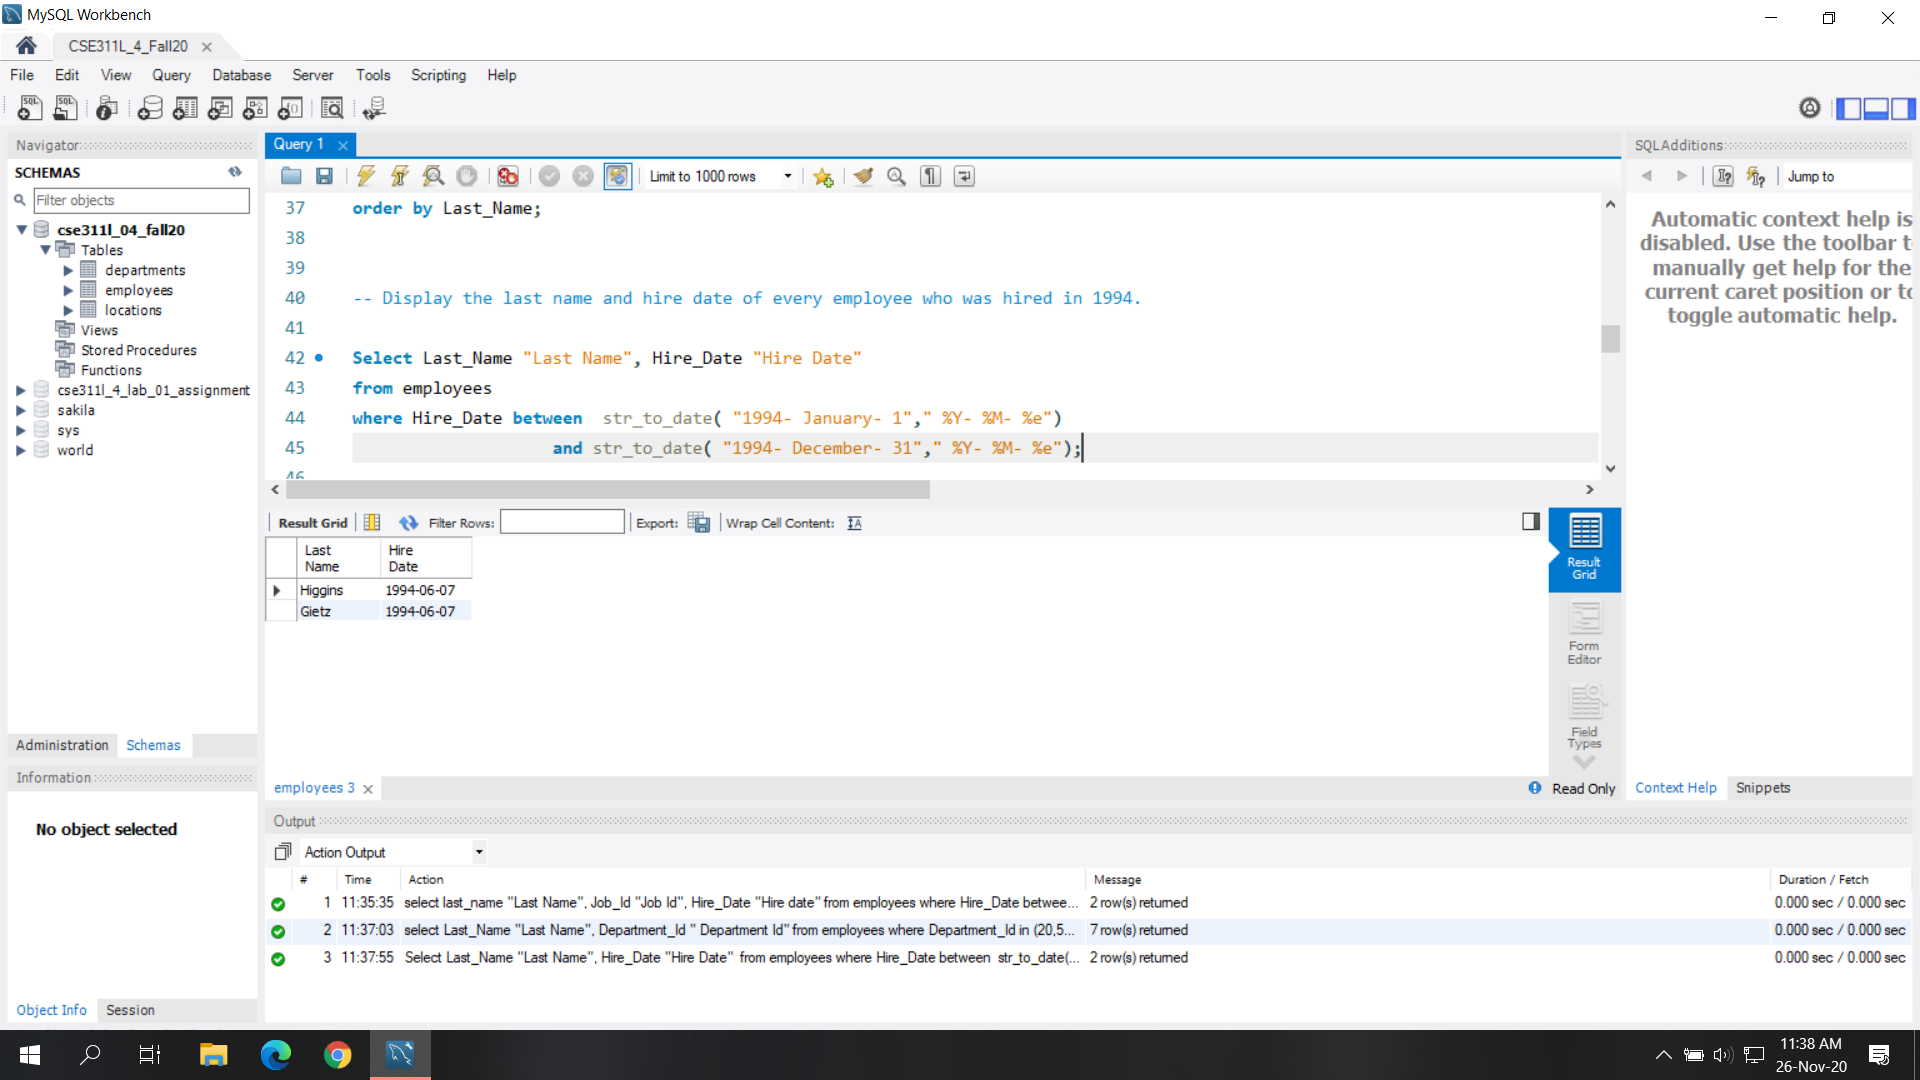 MySQL Workbench
CSE311L_4_Fall20
File Edit View Query Database Server Tools Scripting Help
Navigator
SCHEMAS
Filter objects
cse311l_04_fall20
Tables
departments
employees
locations
Views
Stored Procedures
Functions
cse311l_4_lab_01_assignment
sakila
sys
world
Administration Schemas
Information
No object selected
Object Info Session
Query 1
Limit to 1000 rows
37 order by Last_Name;
38
39
40 -- Display the last name and hire date of every employee who was hired in 1994.
41
42 Select Last_Name "Last Name", Hire_Date "Hire Date"
43 from employees
44 where Hire_Date between  str_to_date( "1994- January- 1"," %Y- %M- %e")
45 and str_to_date( "1994- December- 31"," %Y- %M- %e");
46
Result Grid Filter Rows: Export: Wrap Cell Content:
Last Name Hire Date
Higgins 1994-06-07
Gietz 1994-06-07
Result Grid
Form Editor
Field Types
employees 3
Read Only
SQLAdditions
Jump to
Automatic context help is
disabled. Use the toolbar t
manually get help for the
current caret position or to
toggle automatic help.
Context Help Snippets
Output
Action Output
# Time Action Message Duration / Fetch
1 11:35:35 select last_name "Last Name", Job_Id "Job Id", Hire_Date "Hire date" from employees where Hire_Date betwee... 2 row(s) returned 0.000 sec / 0.000 sec
2 11:37:03 select Last_Name "Last Name", Department_Id " Department Id" from employees where Department_Id in (20,5... 7 row(s) returned 0.000 sec / 0.000 sec
3 11:37:55 Select Last_Name "Last Name", Hire_Date "Hire Date"  from employees where Hire_Date between  str_to_date(... 2 row(s) returned 0.000 sec / 0.000 sec
11:38 AM
26-Nov-20